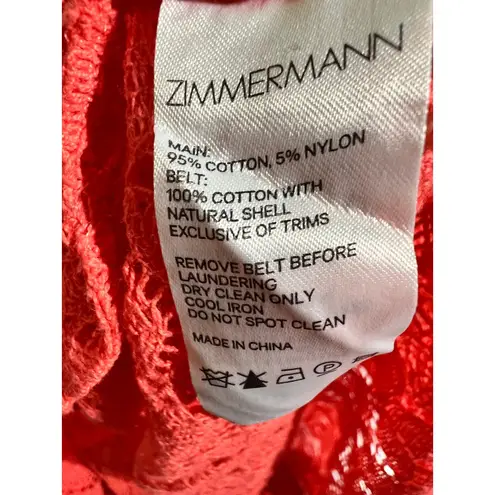 ZIMMERMANN
MAIN:
95% COTTON, 5% NYLON
BELT:
100% COTTON WITH
NATURAL SHELL
EXCLUSIVE OF TRIMS
REMOVE BELT BEFORE
LAUNDERING
DRY CLEAN ONLY
COOL IRON
DO NOT SPOT CLEAN
MADE IN CHINA
P